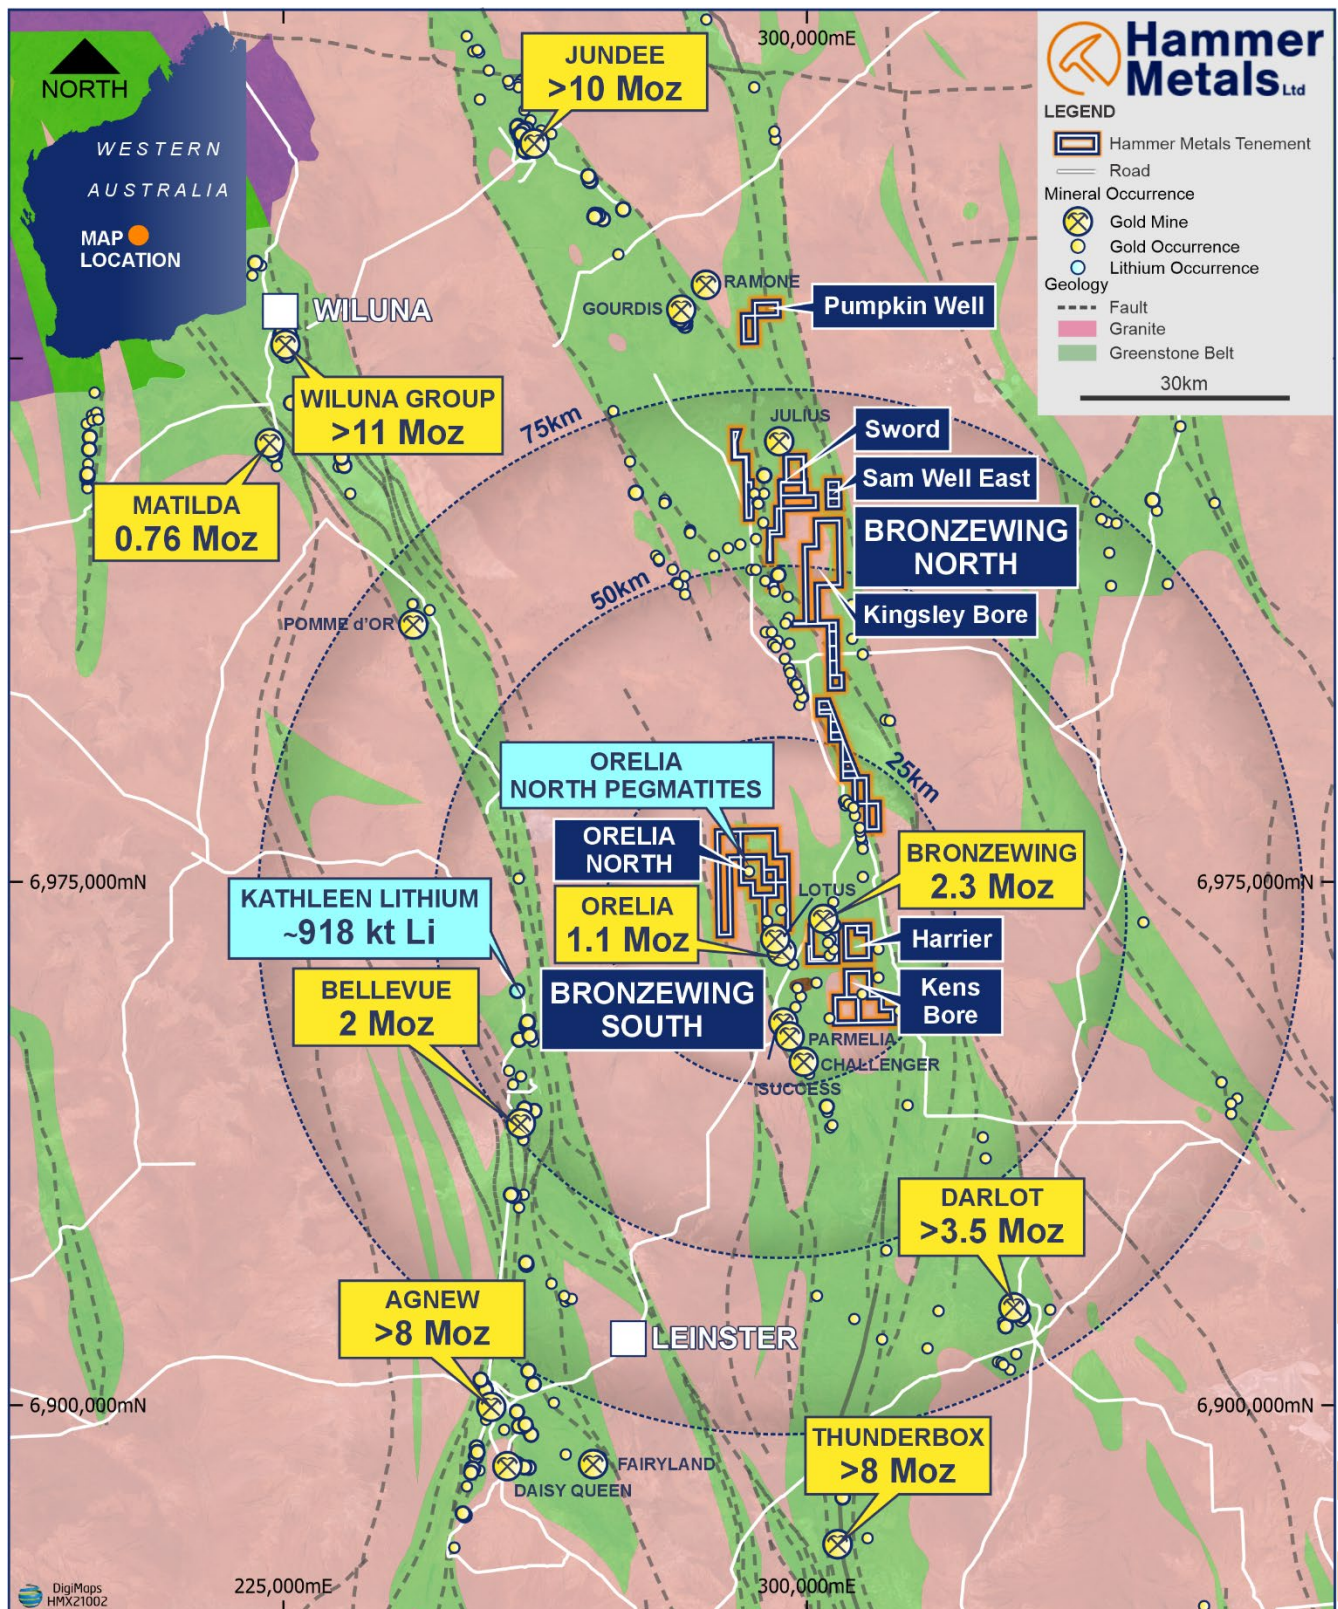 300,000mE
Hammer
Metals Ltd
LEGEND
Hammer Metals Tenement
Road
Mineral Occurrence
Gold Mine
Gold Occurrence
Lithium Occurrence
Geology
Fault
Granite
Greenstone Belt
30km
NORTH
WESTERN
AUSTRALIA
MAP
LOCATION
JUNDEE
>10 Moz
RAMONE
GOURDIS
Pumpkin Well
WILUNA
WILUNA GROUP
>11 Moz
75km
JULIUS
Sword
Sam Well East
MATILDA
0.76 Moz
BRONZEWING
NORTH
50km
Kingsley Bore
POMME d'OR
ORELIA
NORTH PEGMATITES
25km
ORELIA
NORTH
BRONZEWING
2.3 Moz
6,975,000mN
6,975,000mN
KATHLEEN LITHIUM
~918 kt Li
LOTUS
ORELIA
1.1 Moz
Harrier
BELLEVUE
2 Moz
BRONZEWING
SOUTH
Kens
Bore
PARMELIA
CHALLENGER
SUCCESS
DARLOT
>3.5 Moz
AGNEW
>8 Moz
LEINSTER
6,900,000mN
6,900,000mN
THUNDERBOX
>8 Moz
FAIRYLAND
DAISY QUEEN
DigiMaps
HMX21002
225,000mE
300,000mE